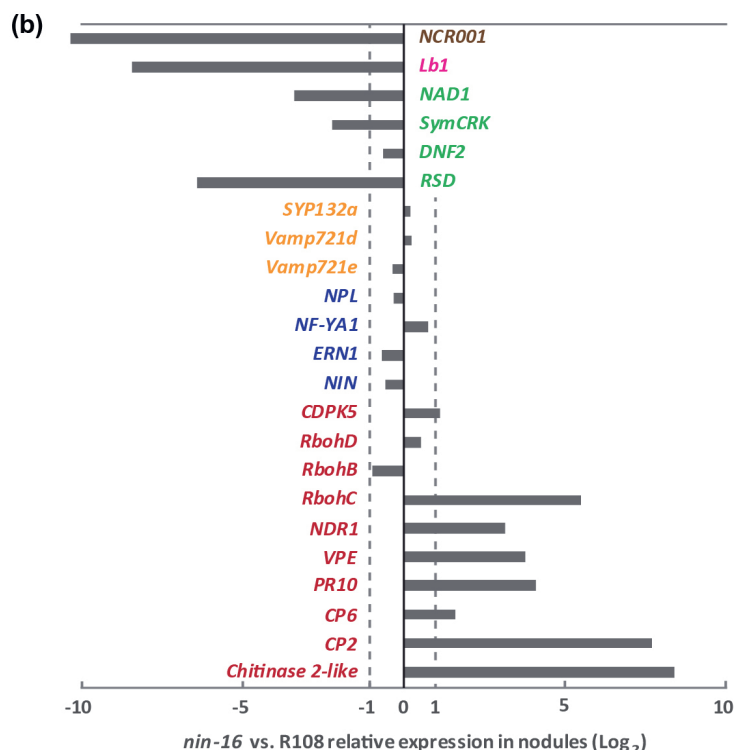 (b)
NCR001
Lb1
NAD1
SymCRK
DNF2
RSD
SYP132a
Vamp721d
Vamp721e
NPL
NF-YA1
ERN1
NIN
CDPK5
RbohD
RbohB
RbohC
NDR1
VPE
PR10
CP6
CP2
Chitinase 2-like
-10 -5 -1 0 1 5 10
nin-16 vs. R108 relative expression in nodules (Log2)